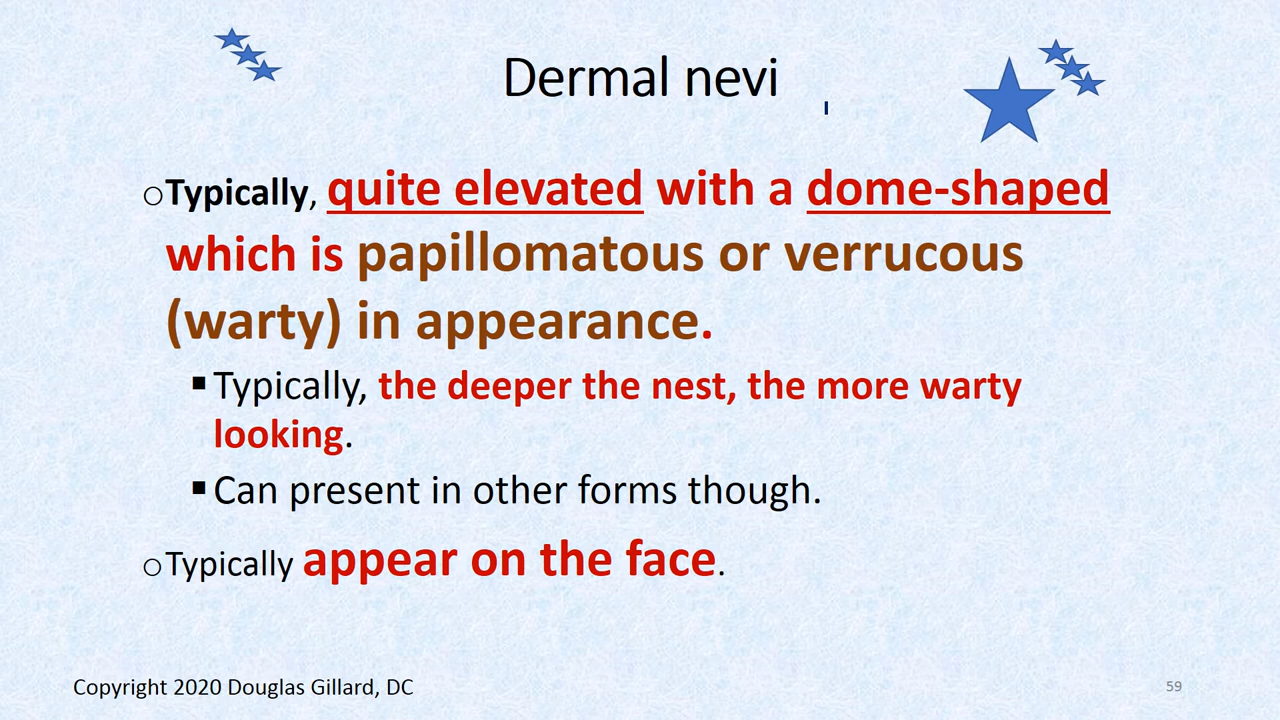 Dermal nevi
○Typically, quite elevated with a dome-shaped
which is papillomatous or verrucous
(warty) in appearance.
▪Typically, the deeper the nest, the more warty
looking.
▪Can present in other forms though.
○Typically appear on the face.
Copyright 2020 Douglas Gillard, DC
59